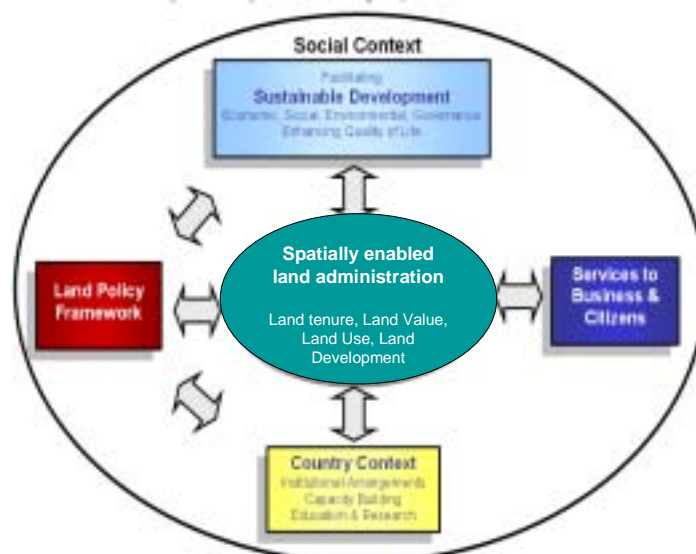 Social Context
Facilitating
Sustainable Development
Economic, Social, Environmental, Governance
Enhancing Quality of Life
Spatially enabled
land administration
Land tenure, Land Value,
Land Use, Land
Development
Land Policy
Framework
Services to
Business &
Citizens
Country Context
Institutional Arrangements
Capacity Building
Education & Research